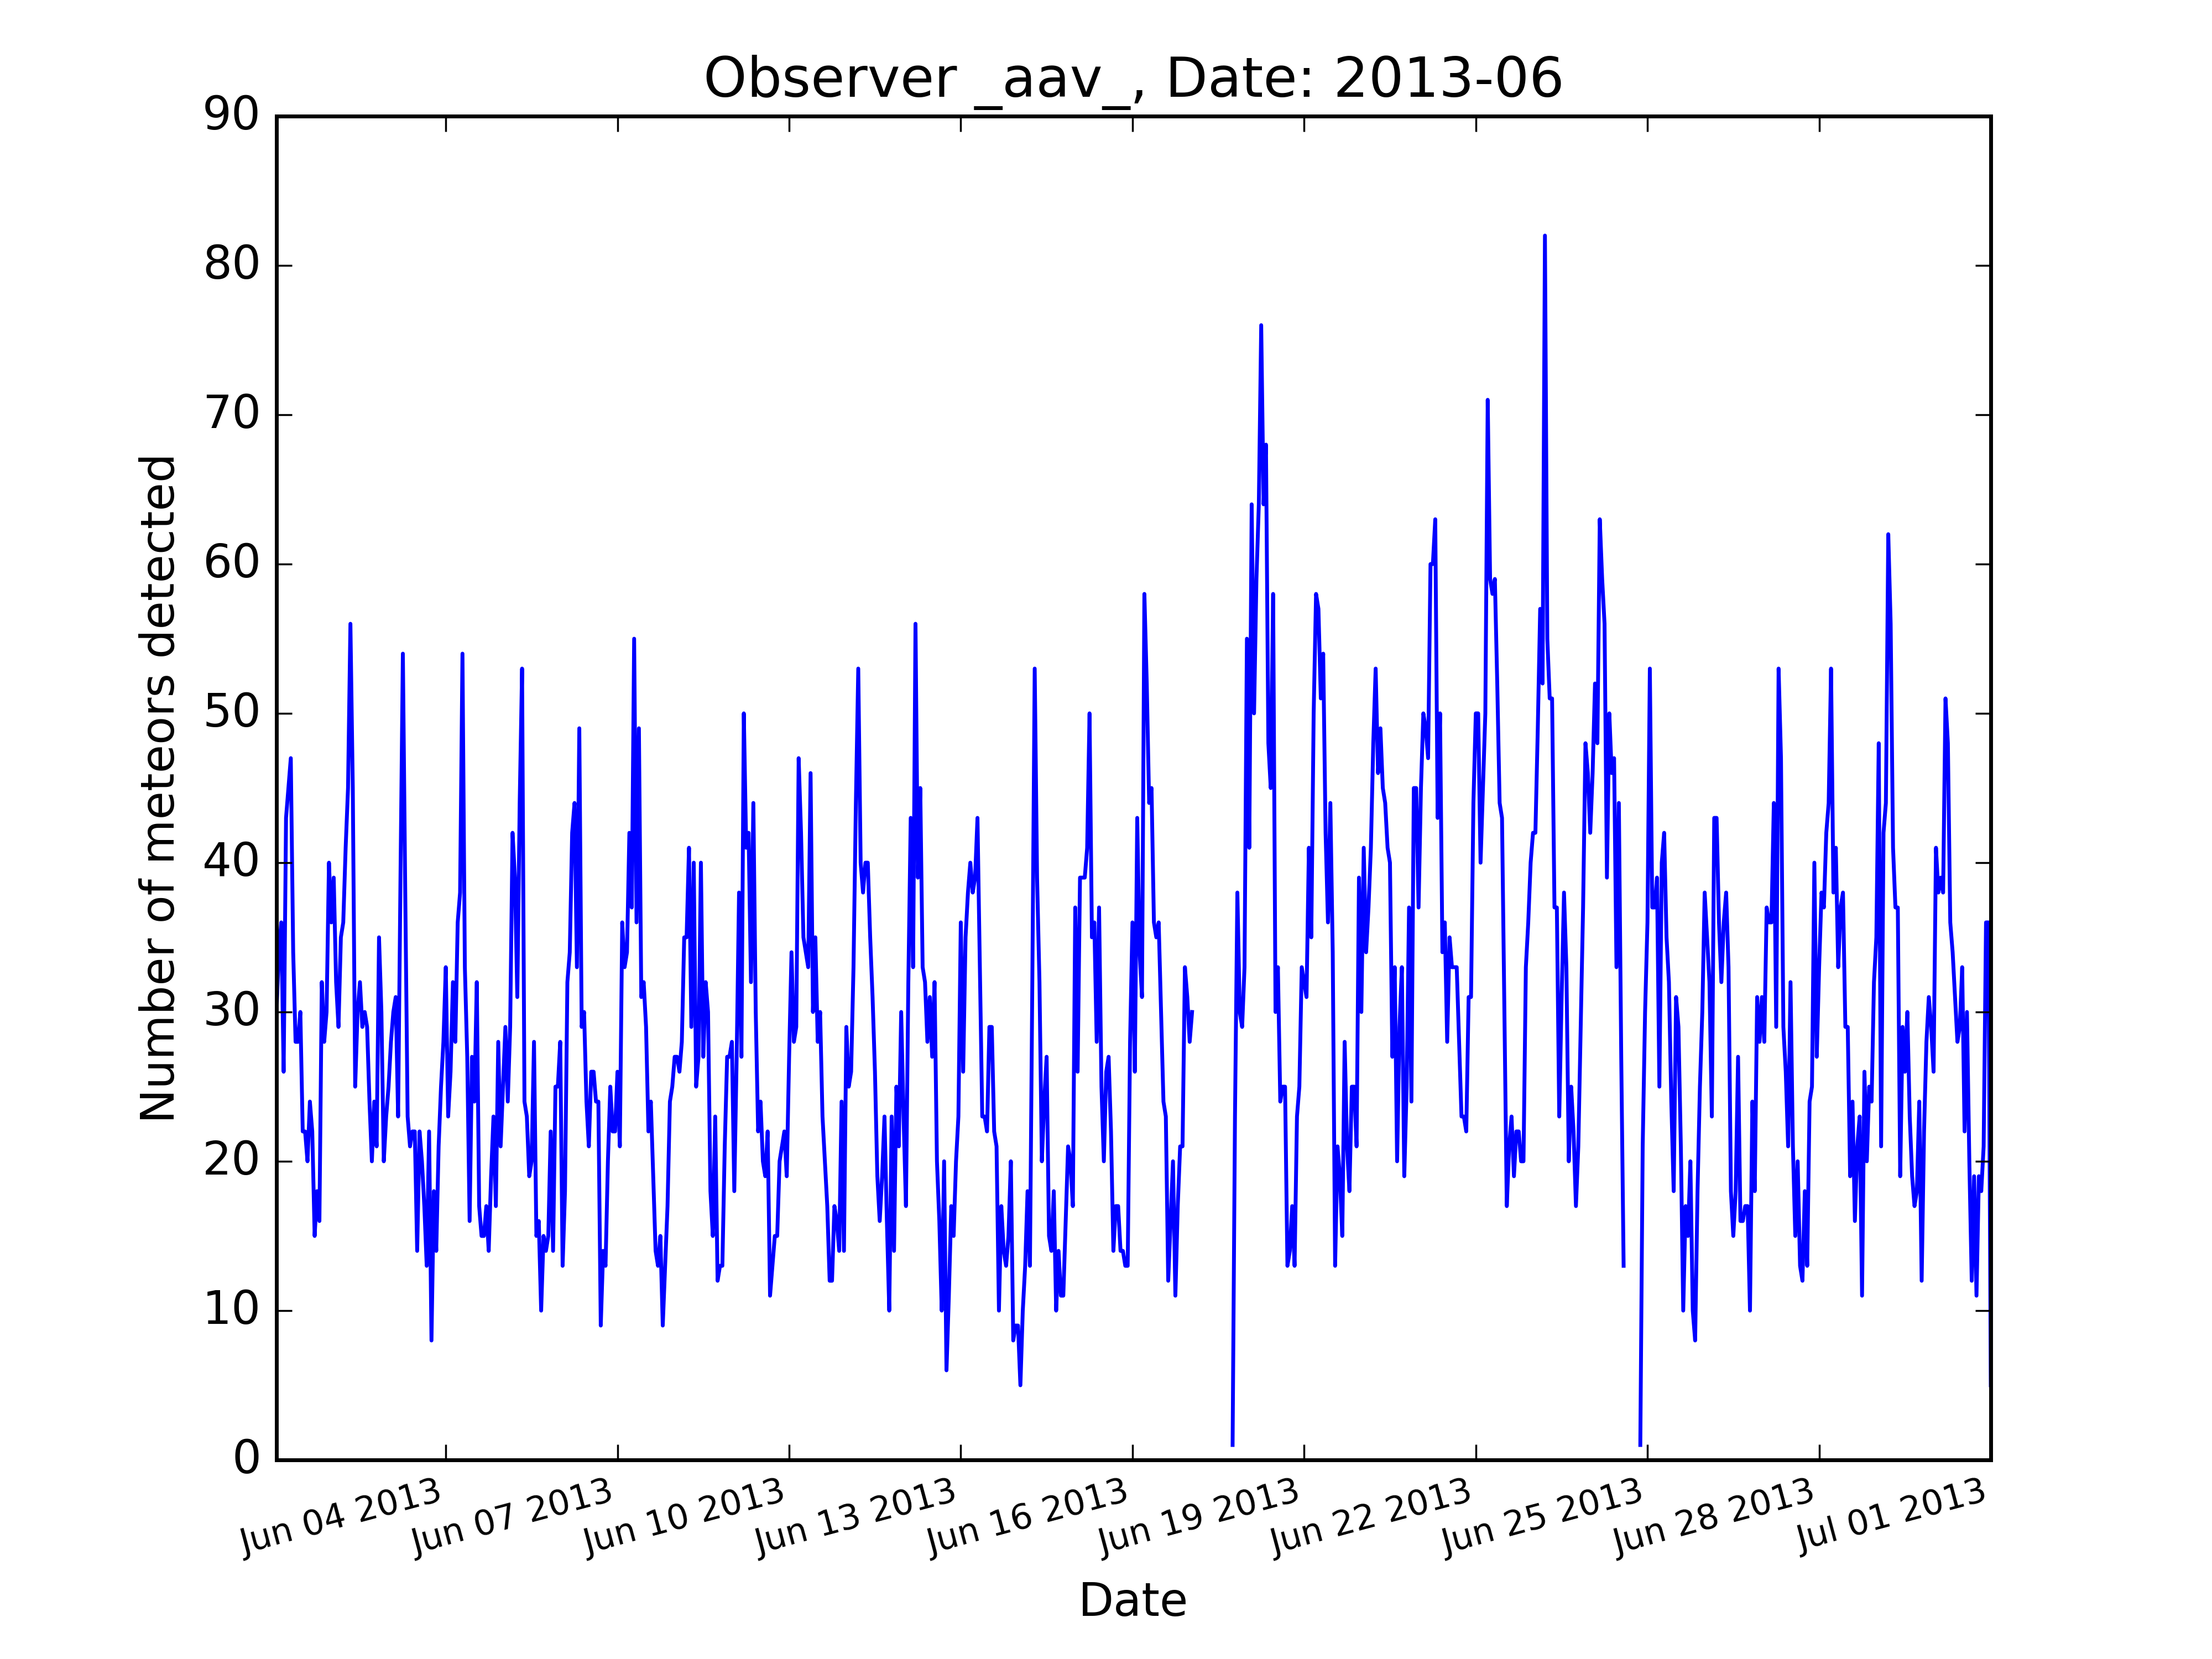 Observer _aav_, Date: 2013-06
90
80
70
60
50
40
30
20
10
0
Number of meteors detected
Jun 04 2013
Jun 07 2013
Jun 10 2013
Jun 13 2013
Jun 16 2013
Jun 19 2013
Jun 22 2013
Jun 25 2013
Jun 28 2013
Jul 01 2013
Date